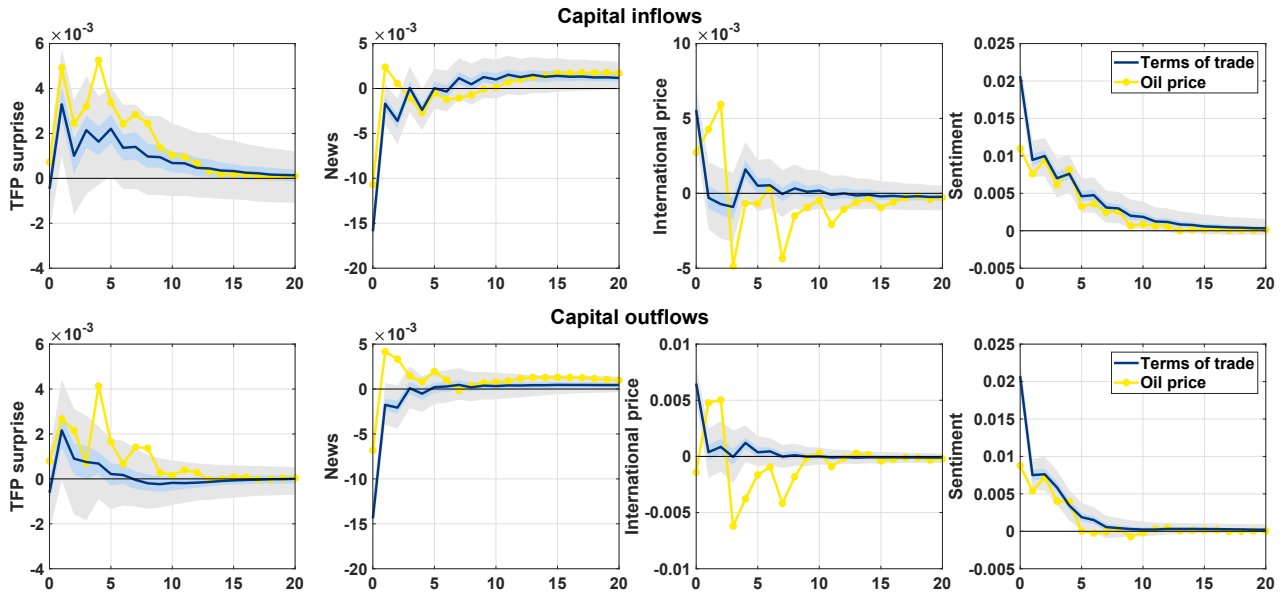 Capital inflows
×10⁻³
6
4
2
0
-2
-4
0 5 10 15 20
TFP surprise
×10⁻³
5
0
-5
-10
-15
-20
0 5 10 15 20
News
×10⁻³
10
5
0
-5
0 5 10 15 20
International price
0.025
0.02
0.015
0.01
0.005
0
-0.005
0 5 10 15 20
Sentiment
Terms of trade
Oil price
Capital outflows
×10⁻³
6
4
2
0
-2
-4
0 5 10 15 20
TFP surprise
×10⁻³
5
0
-5
-10
-15
-20
0 5 10 15 20
News
0.01
0.005
0
-0.005
-0.01
0 5 10 15 20
International price
0.025
0.02
0.015
0.01
0.005
0
-0.005
0 5 10 15 20
Sentiment
Terms of trade
Oil price